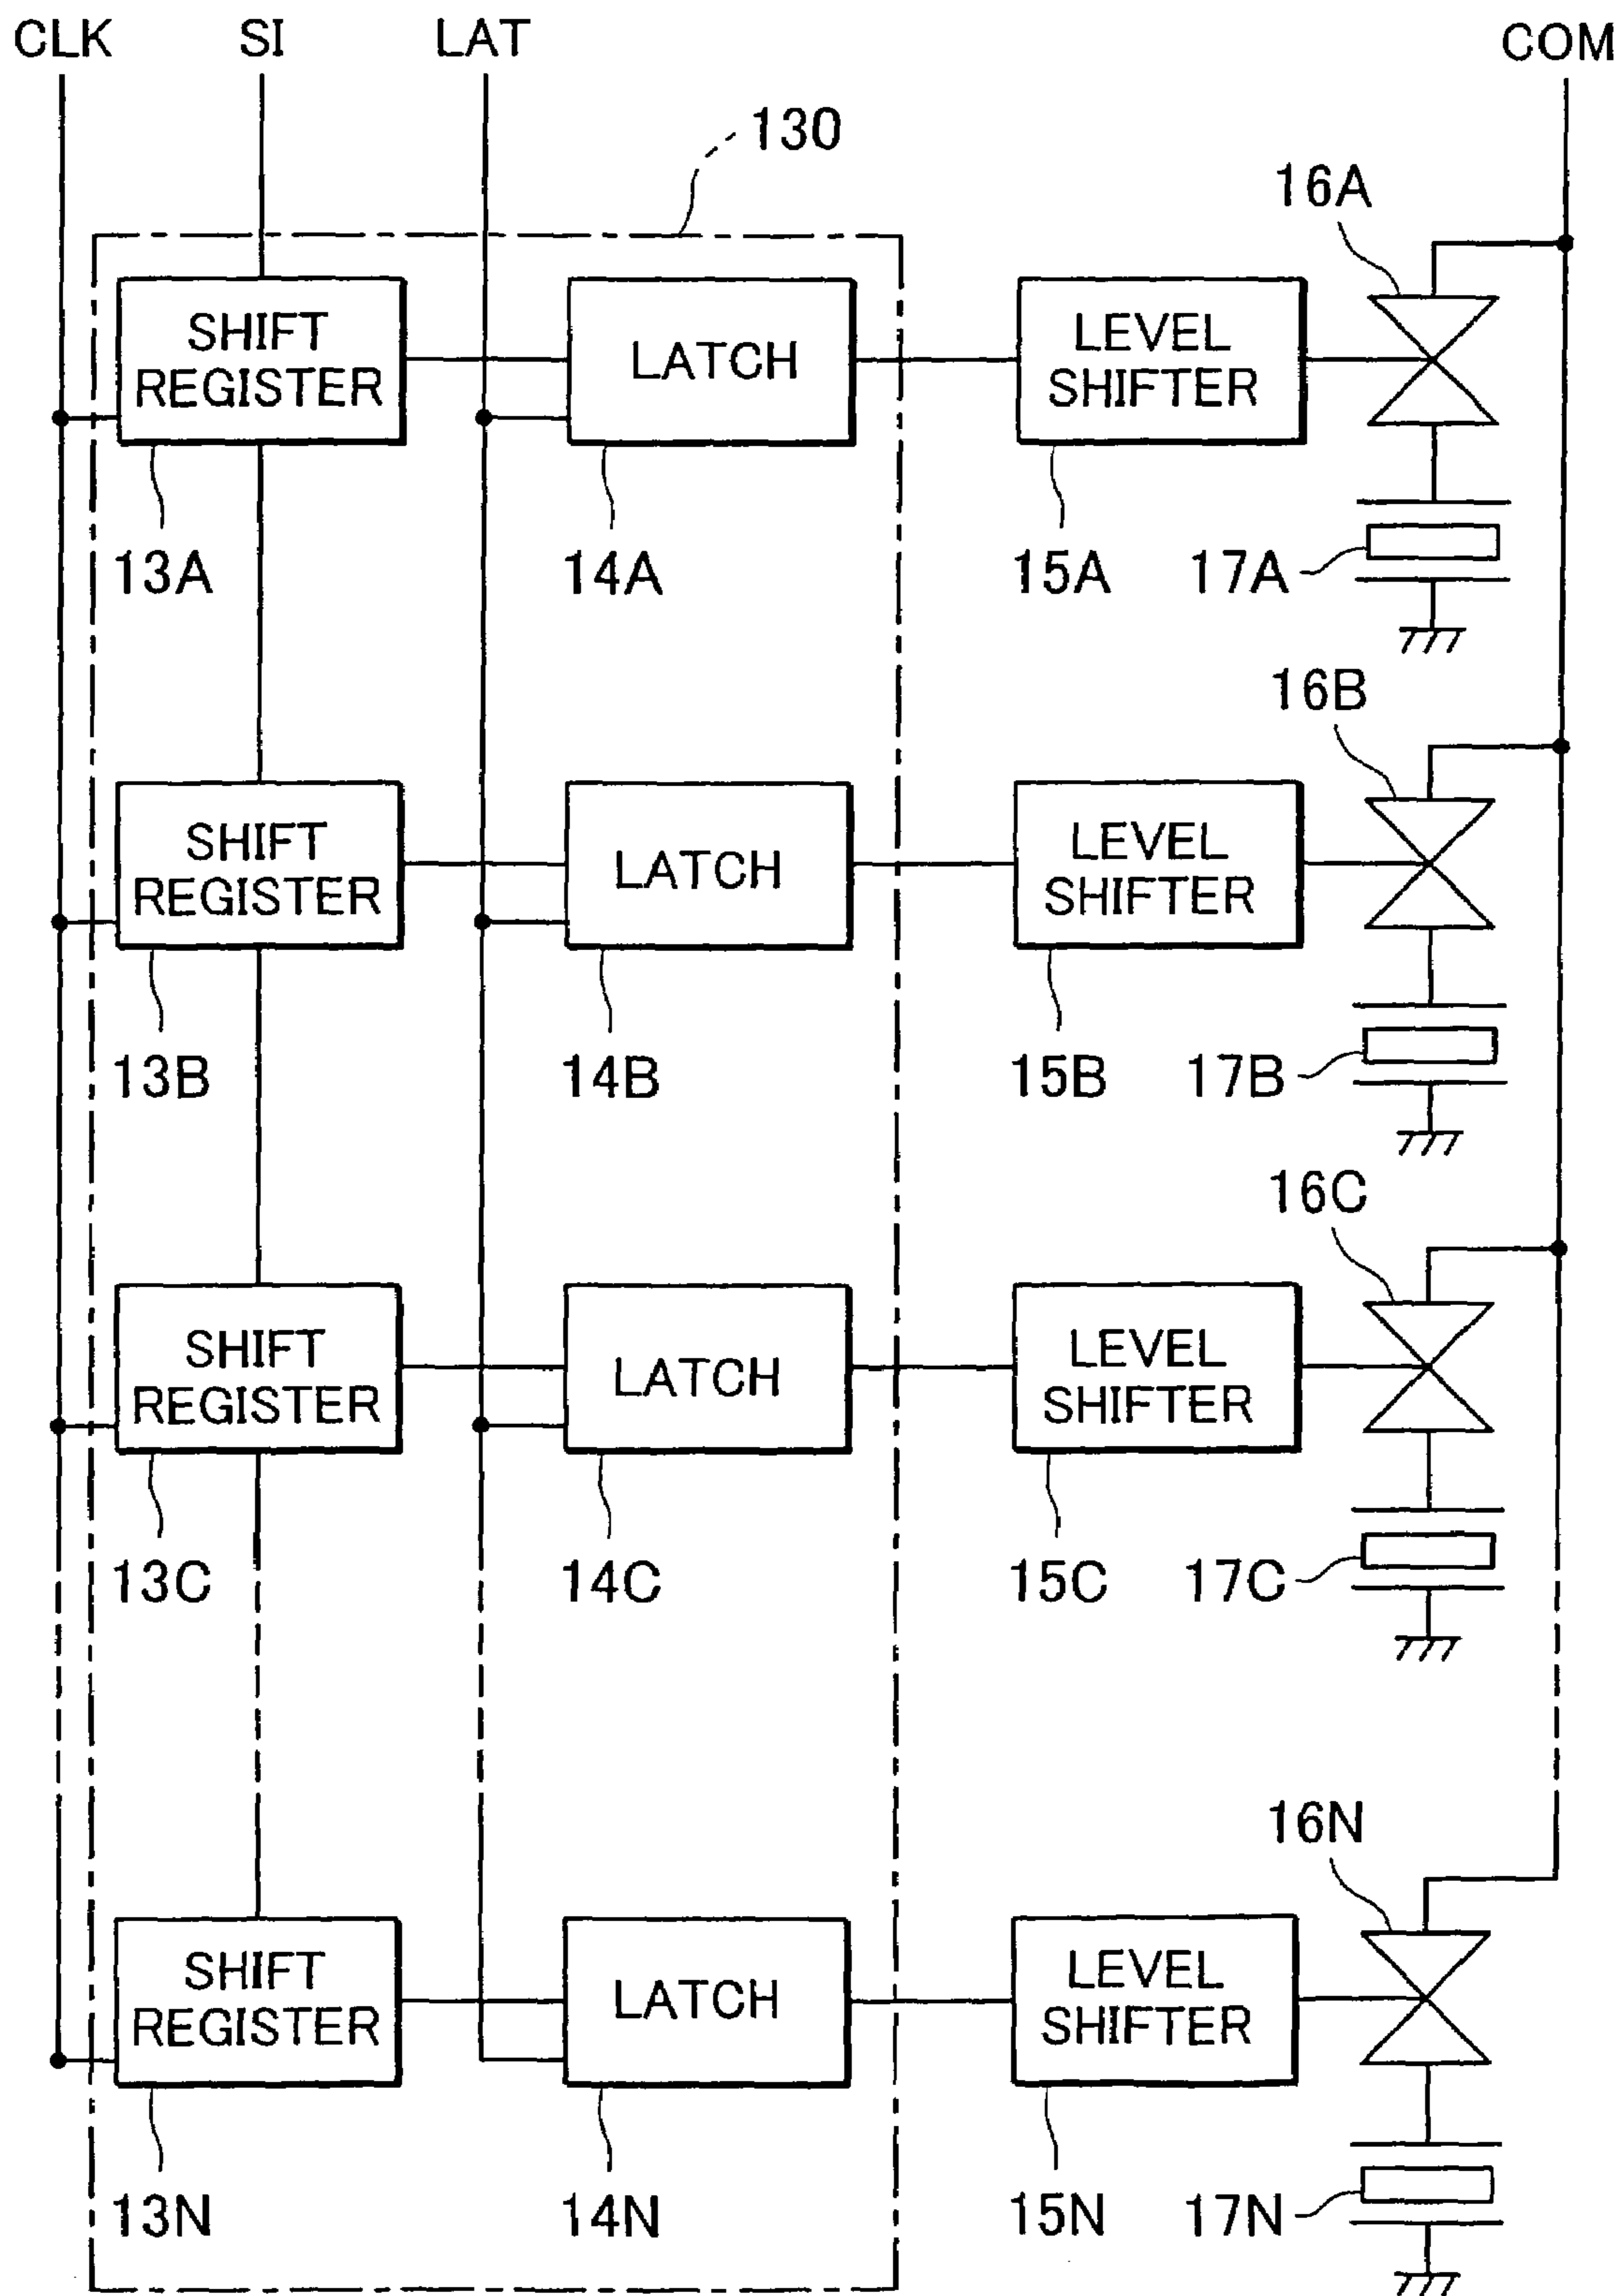 CLK SI LAT COM
130
16A
SHIFT REGISTER
LATCH
LEVEL SHIFTER
13A 14A 15A 17A
16B
SHIFT REGISTER
LATCH
LEVEL SHIFTER
13B 14B 15B 17B
16C
SHIFT REGISTER
LATCH
LEVEL SHIFTER
13C 14C 15C 17C
16N
SHIFT REGISTER
LATCH
LEVEL SHIFTER
13N 14N 15N 17N